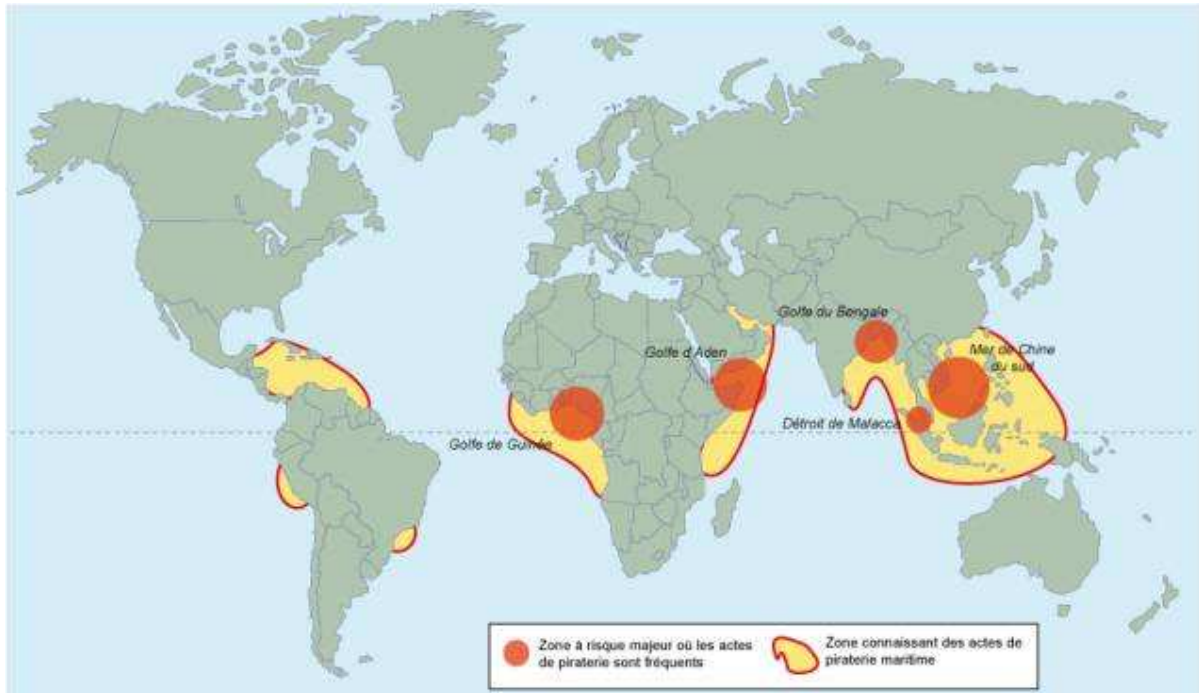 Golfe du Bengale
Golfe d'Aden
Mer de Chine
du sud
Détroit de Malacca
Golfe de Guinée
Zone à risque majeur où les actes
de piraterie sont fréquents
Zone connaissant des actes de
piraterie maritime